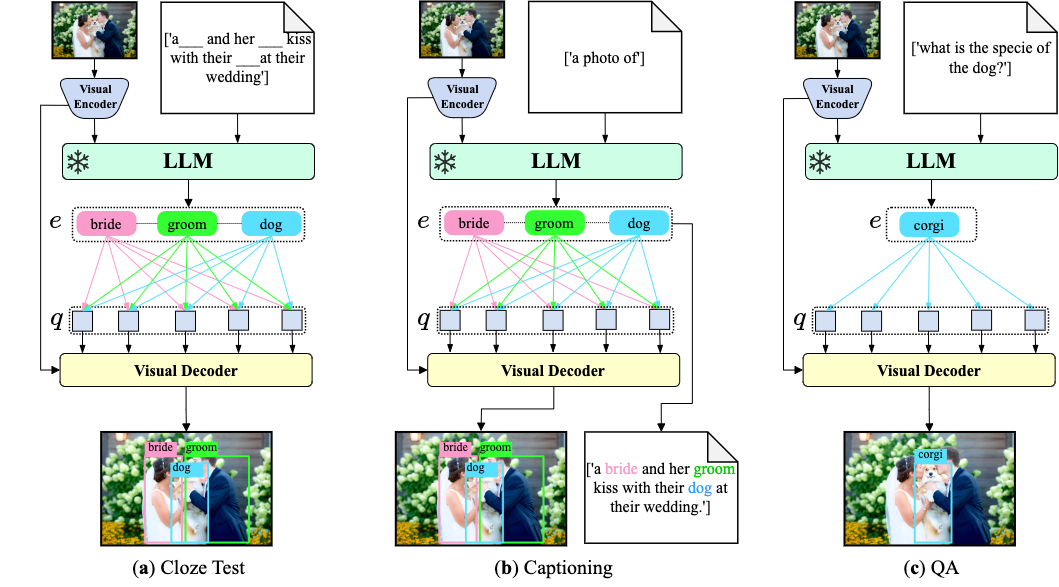 ['a___ and her ___ kiss
with their ___at their
wedding']
Visual
Encoder
LLM
e
bride
groom
dog
q
Visual Decoder
bride
groom
dog
(a) Cloze Test
['a photo of']
Visual
Encoder
LLM
e
bride
groom
dog
q
Visual Decoder
bride
groom
dog
['a bride and her groom
kiss with their dog at
their wedding.']
(b) Captioning
['what is the specie of
the dog?']
Visual
Encoder
LLM
e
corgi
q
Visual Decoder
corgi
(c) QA